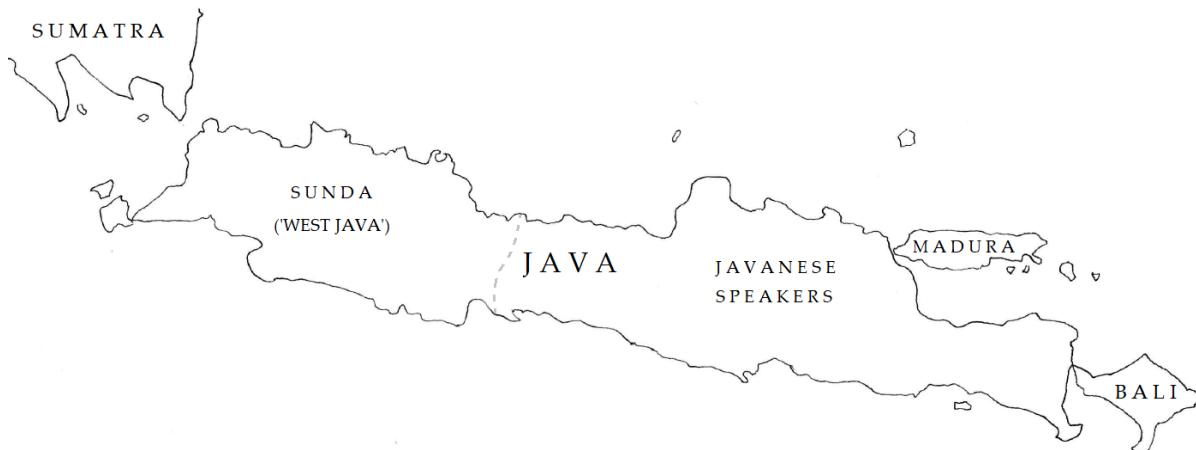 SUMATRA
SUNDA
('WEST JAVA')
JAVA
JAVANESE
SPEAKERS
MADURA
BALI